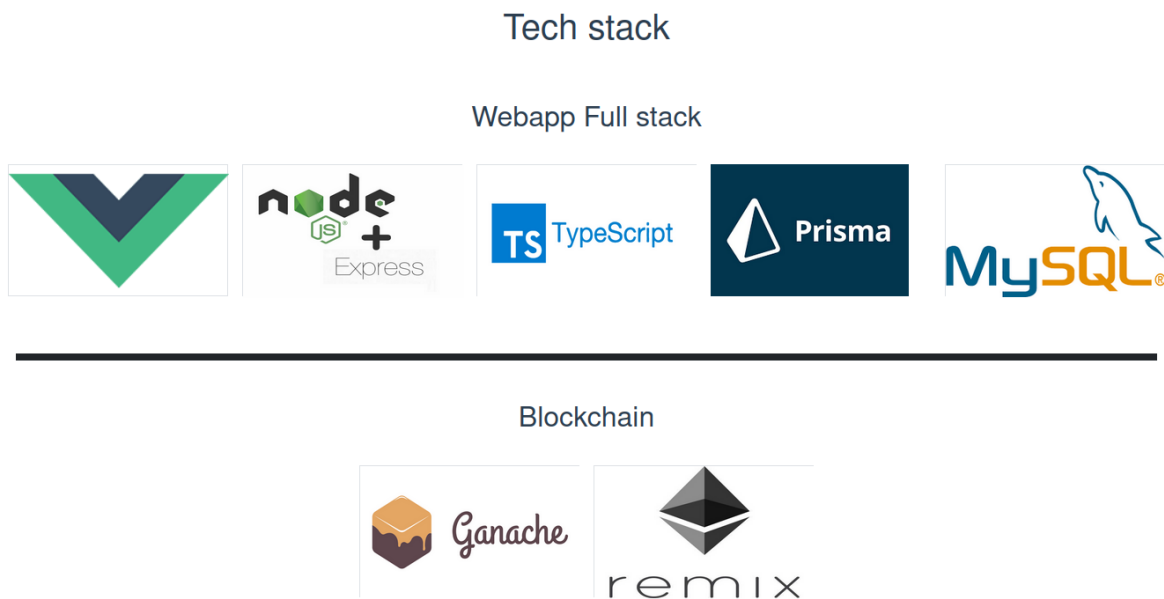 Tech stack
Webapp Full stack
node
JS
+
Express
TS TypeScript
Prisma
MySQL®
Blockchain
Ganache
remix